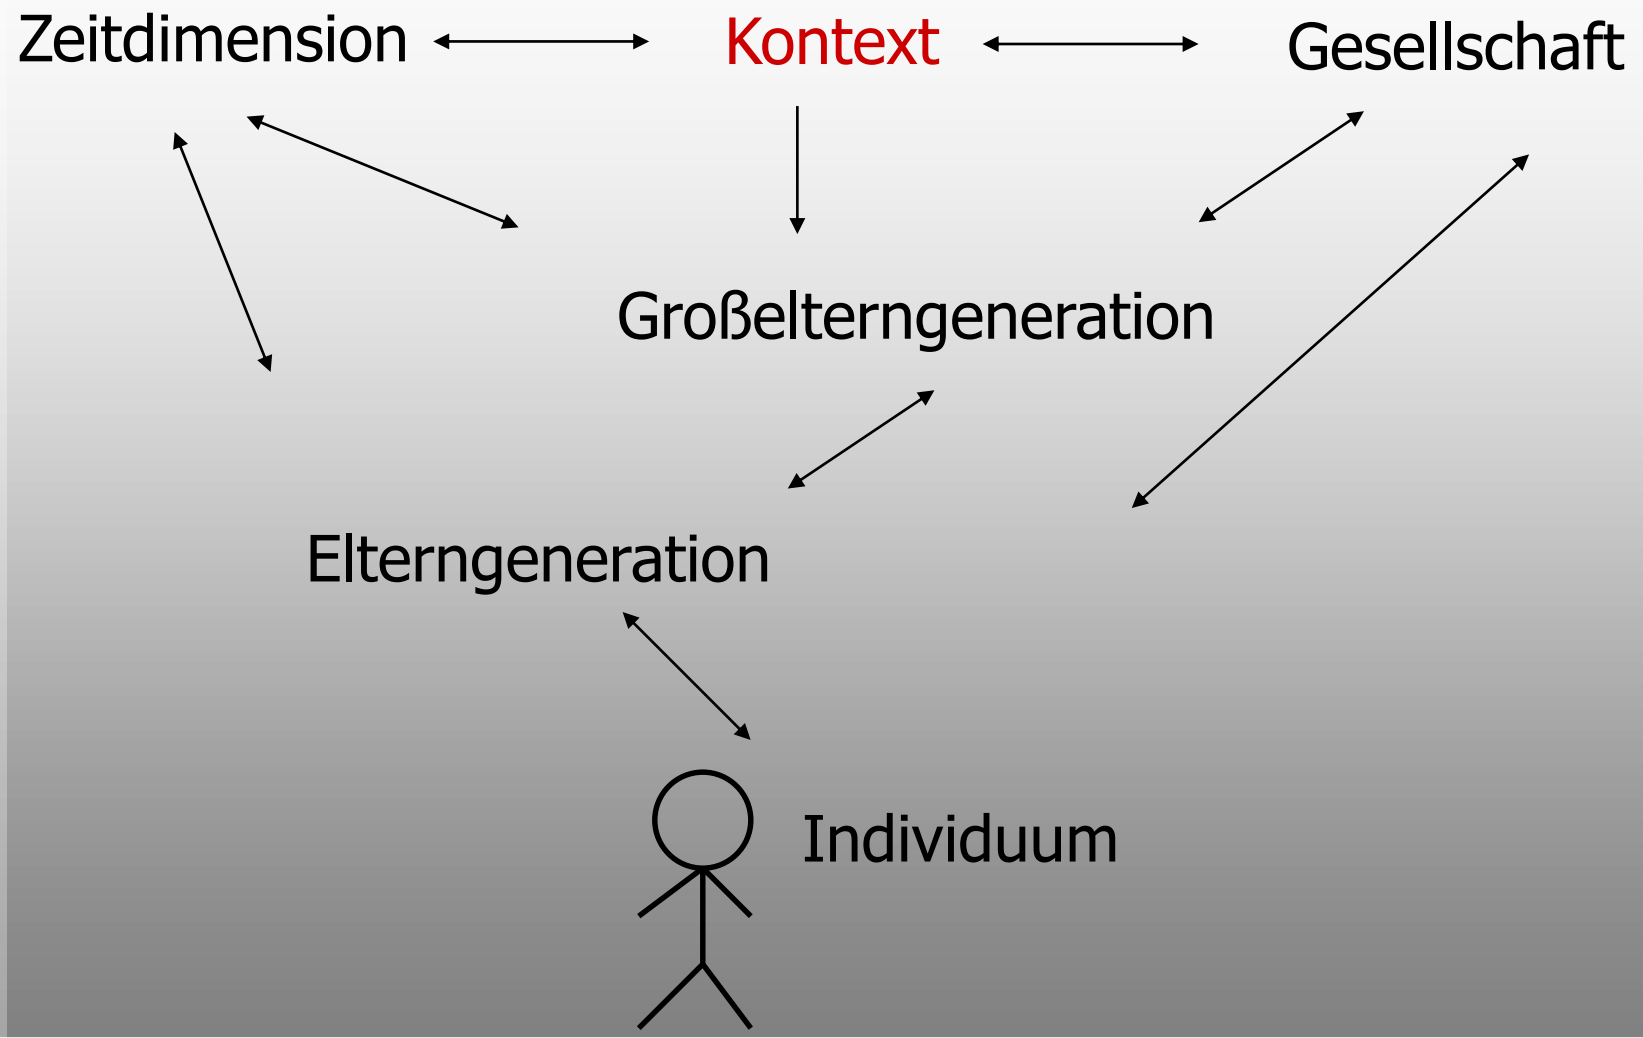 Zeitdimension Kontext Gesellschaft
Großelterngeneration
Elterngeneration
Individuum